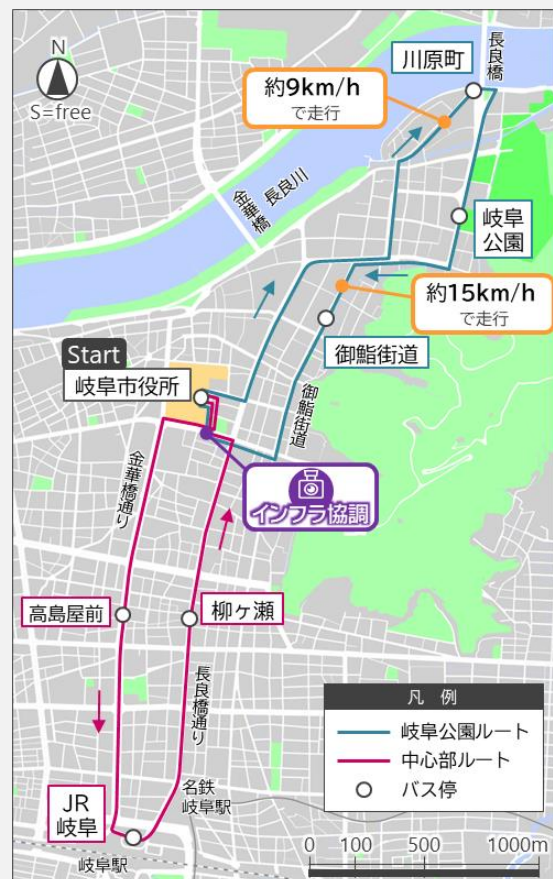 N
S=free
長良橋
川原町
約9km/h
で走行
金華橋
長良川
岐阜
公園
約15km/h
で走行
Start
岐阜市役所
御鮨街道
御鮨街道
インフラ協調
金華橋通り
高島屋前
柳ヶ瀬
長良橋通り
凡 例
岐阜公園ルート
中心部ルート
バス停
JR
岐阜
名鉄
岐阜駅
岐阜駅
0 100 500 1000m